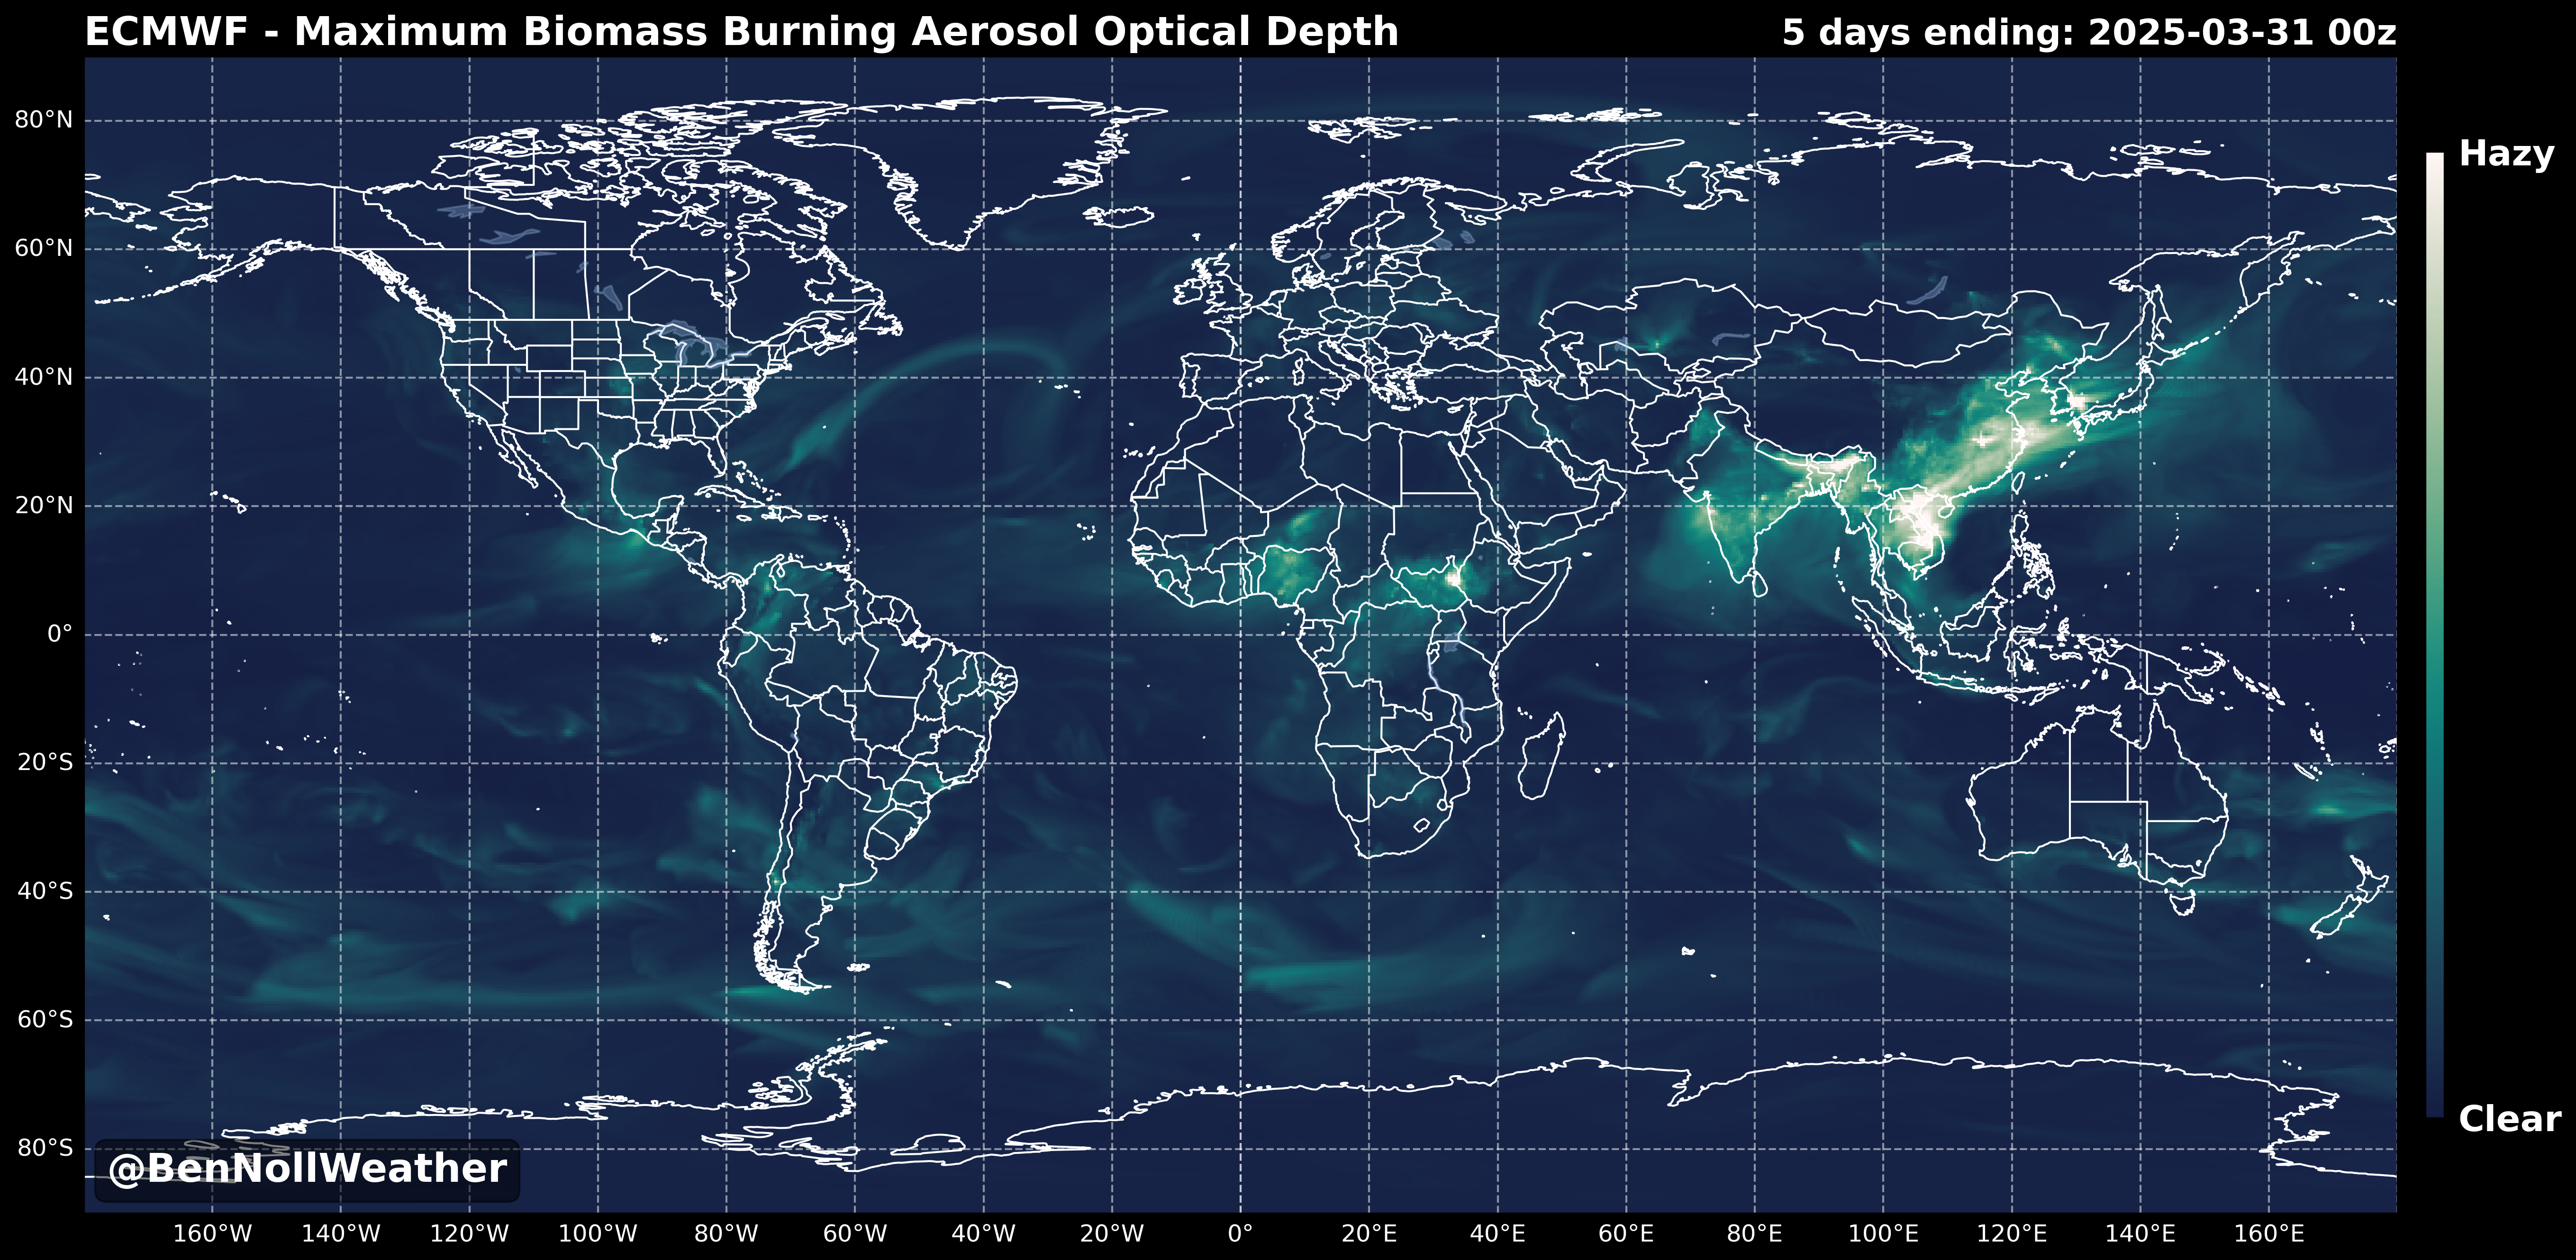 ECMWF - Maximum Biomass Burning Aerosol Optical Depth
5 days ending: 2025-03-31 00z
80°N
60°N
40°N
20°N
0°
20°S
40°S
60°S
80°S
Hazy
Clear
@BenNollWeather
160°W 140°W 120°W 100°W 80°W 60°W 40°W 20°W 0° 20°E 40°E 60°E 80°E 100°E 120°E 140°E 160°E